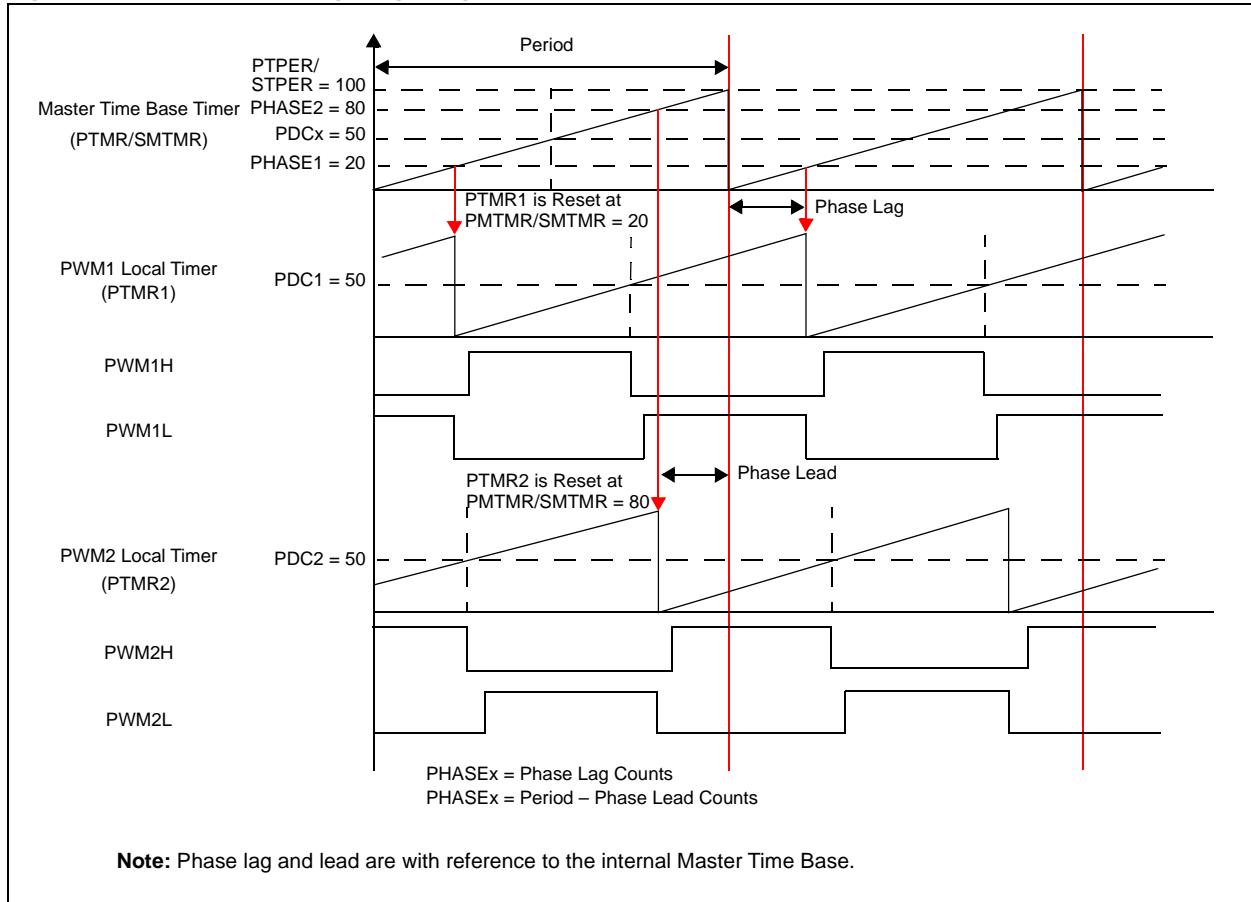 Period
PTPER/
STPER = 100
Master Time Base Timer
(PTMR/SMTMR)
PHASE2 = 80
PDCx = 50
PHASE1 = 20
PTMR1 is Reset at
PMTMR/SMTMR = 20
Phase Lag
PWM1 Local Timer
(PTMR1)
PDC1 = 50
PWM1H
PWM1L
PTMR2 is Reset at
PMTMR/SMTMR = 80
Phase Lead
PWM2 Local Timer
(PTMR2)
PDC2 = 50
PWM2H
PWM2L
PHASEx = Phase Lag Counts
PHASEx = Period – Phase Lead Counts
Note: Phase lag and lead are with reference to the internal Master Time Base.